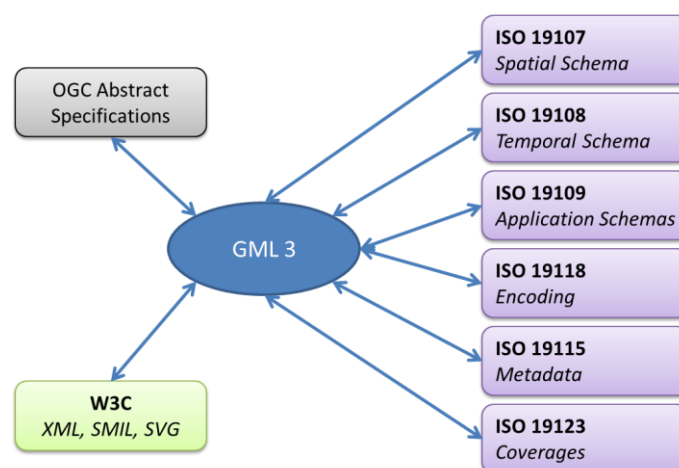 OGC Abstract
Specifications
GML 3
W3C
XML, SMIL, SVG
ISO 19107
Spatial Schema
ISO 19108
Temporal Schema
ISO 19109
Application Schemas
ISO 19118
Encoding
ISO 19115
Metadata
ISO 19123
Coverages